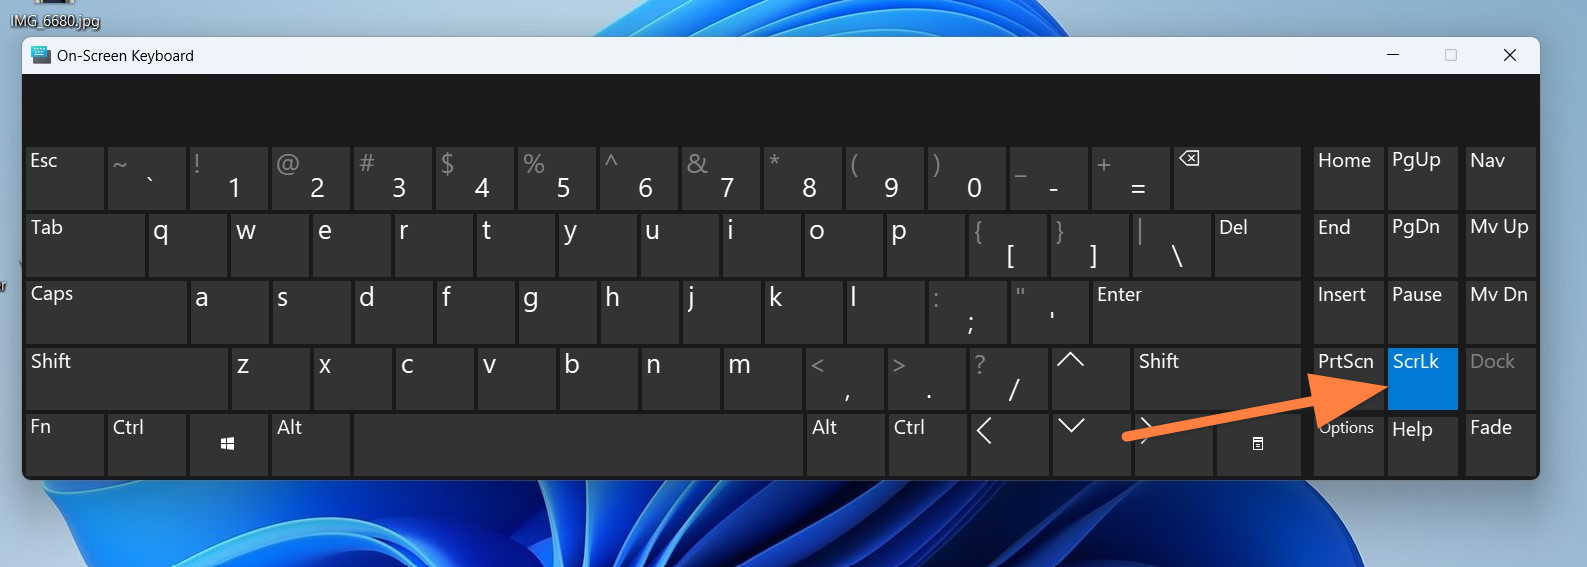 IMG_6680.jpg
On-Screen Keyboard
Esc ~ ` ! 1 @ 2 # 3 $ 4 % 5 ^ 6 & 7 * 8 ( 9 ) 0 _ - + = Home PgUp Nav
Tab q w e r t y u i o p { [ } ] | \ Del End PgDn Mv Up
Caps a s d f g h j k l : ; " ' Enter Insert Pause Mv Dn
Shift z x c v b n m < , > . ? / Shift PrtScn ScrLk Dock
Fn Ctrl Alt Alt Ctrl Options Help Fade